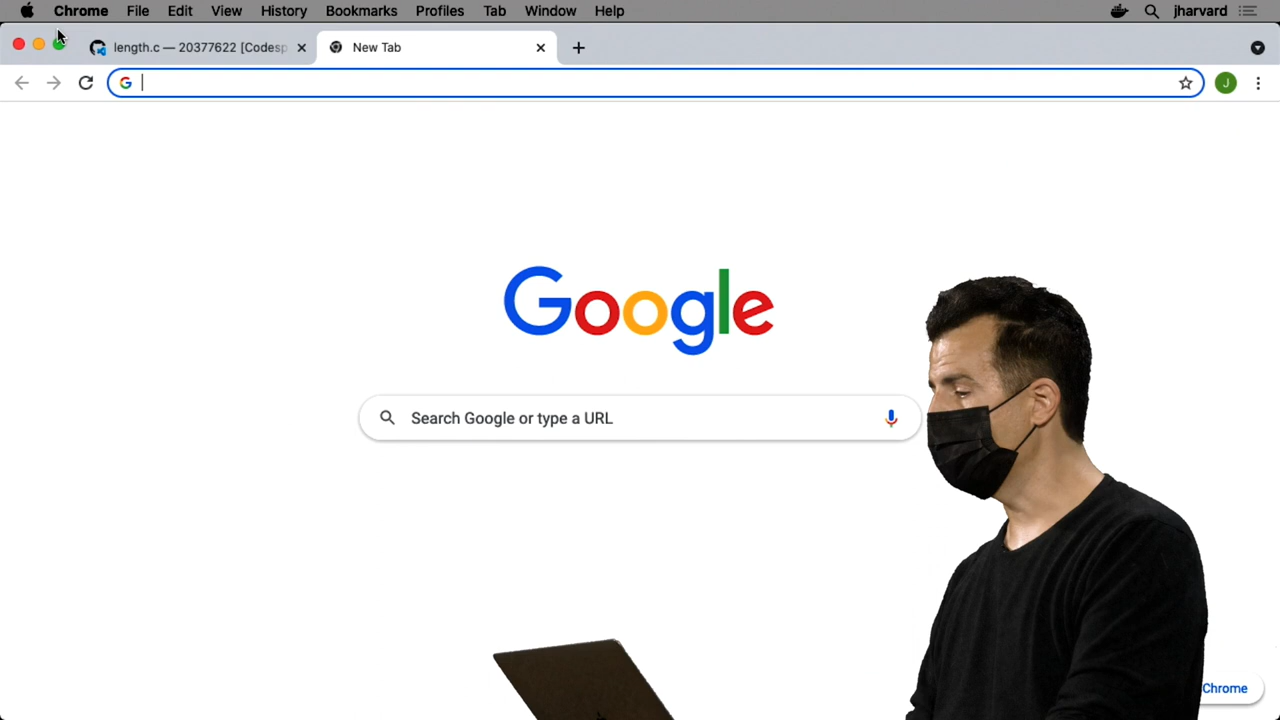 Chrome File Edit View History Bookmarks Profiles Tab Window Help jharvard
length.c — 20377622 [Codesp New Tab
J
Google
Search Google or type a URL
Chrome